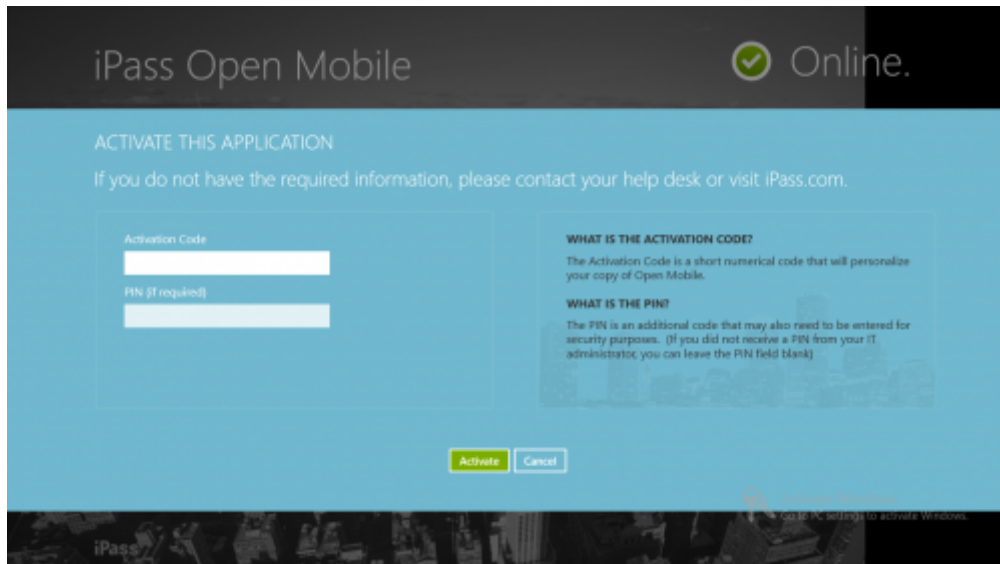 iPass Open Mobile
Online.
ACTIVATE THIS APPLICATION
If you do not have the required information, please contact your help desk or visit iPass.com.
Activation Code
PIN (if required)
WHAT IS THE ACTIVATION CODE?
The Activation Code is a short numerical code that will personalize
your copy of Open Mobile.
WHAT IS THE PIN?
The PIN is an additional code that may also need to be entered for
security purposes. (If you did not receive a PIN from your IT
administrator, you can leave the PIN field blank)
Activate
Cancel
Go to PC settings to activate Windows.
iPass